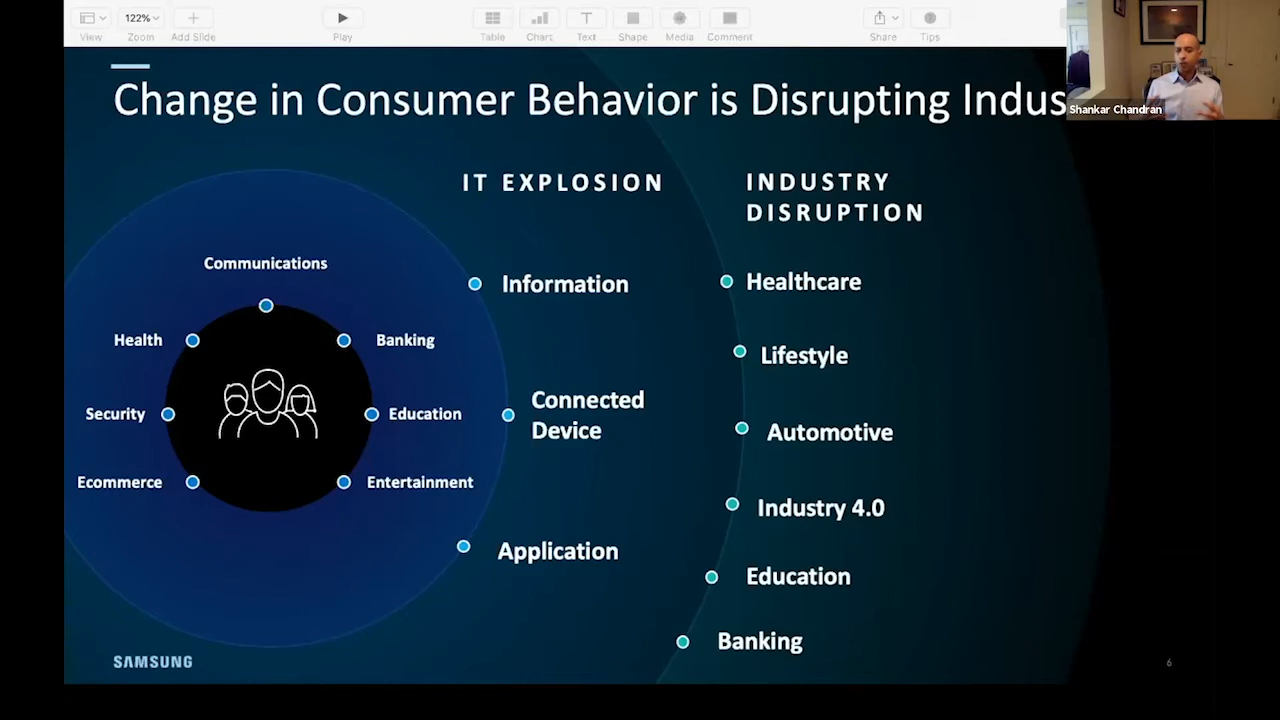 122%
View
Zoom
Add Slide
Play
Table
Chart
Text
Shape
Media
Comment
Share
Tips
Shankar Chandran
Change in Consumer Behavior is Disrupting Indus
IT EXPLOSION
INDUSTRY
DISRUPTION
Communications
Health
Banking
Security
Education
Ecommerce
Entertainment
Information
Connected
Device
Application
Healthcare
Lifestyle
Automotive
Industry 4.0
Education
Banking
SAMSUNG
6